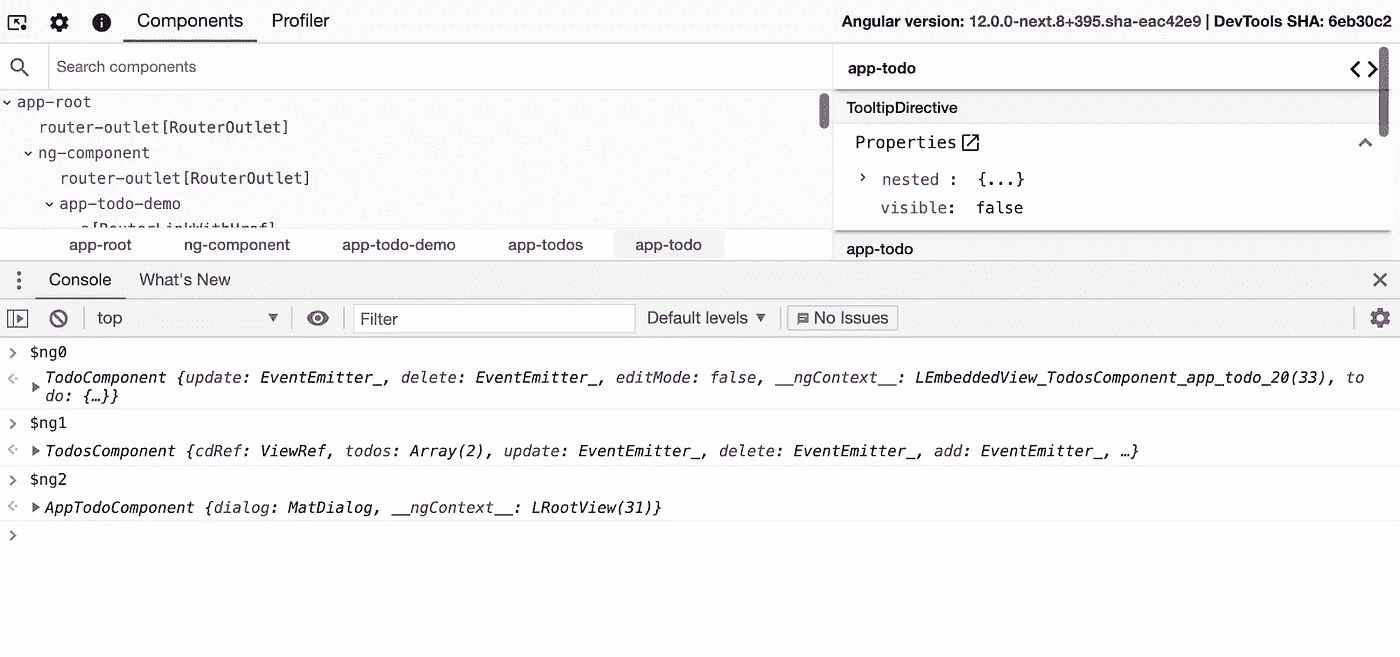 Components Profiler Angular version: 12.0.0-next.8+395.sha-eac42e9 | DevTools SHA: 6eb30c2
Search components
app-root
router-outlet[RouterOutlet]
ng-component
router-outlet[RouterOutlet]
app-todo-demo
a[RouterLinkWithHref]
app-root ng-component app-todo-demo app-todos app-todo
app-todo
TooltipDirective
Properties
nested : {...}
visible: false
app-todo
Console What's New
top Filter Default levels No Issues
> $ng0
TodoComponent {update: EventEmitter_, delete: EventEmitter_, editMode: false, __ngContext__: LEmbeddedView_TodosComponent_app_todo_20(33), to
do: {…}}
> $ng1
TodosComponent {cdRef: ViewRef, todos: Array(2), update: EventEmitter_, delete: EventEmitter_, add: EventEmitter_, …}
> $ng2
AppTodoComponent {dialog: MatDialog, __ngContext__: LRootView(31)}
>